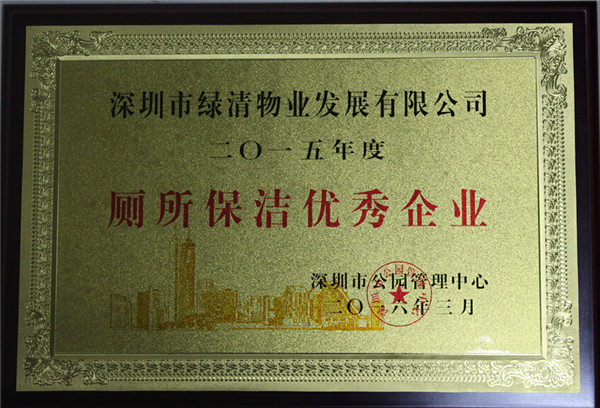 深圳市绿清物业发展有限公司
二〇一五年度
厕所保洁优秀企业
深圳市公园管理中心
二〇一六年三月